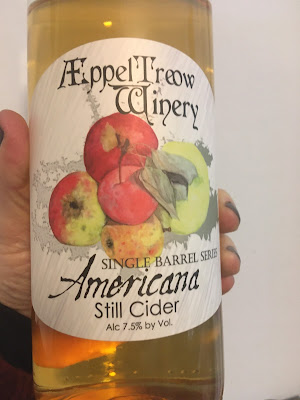 ÆppelTreow
Winery
SINGLE BARREL SERIES
Americana
Still Cider
Alc 7.5% by Vol.